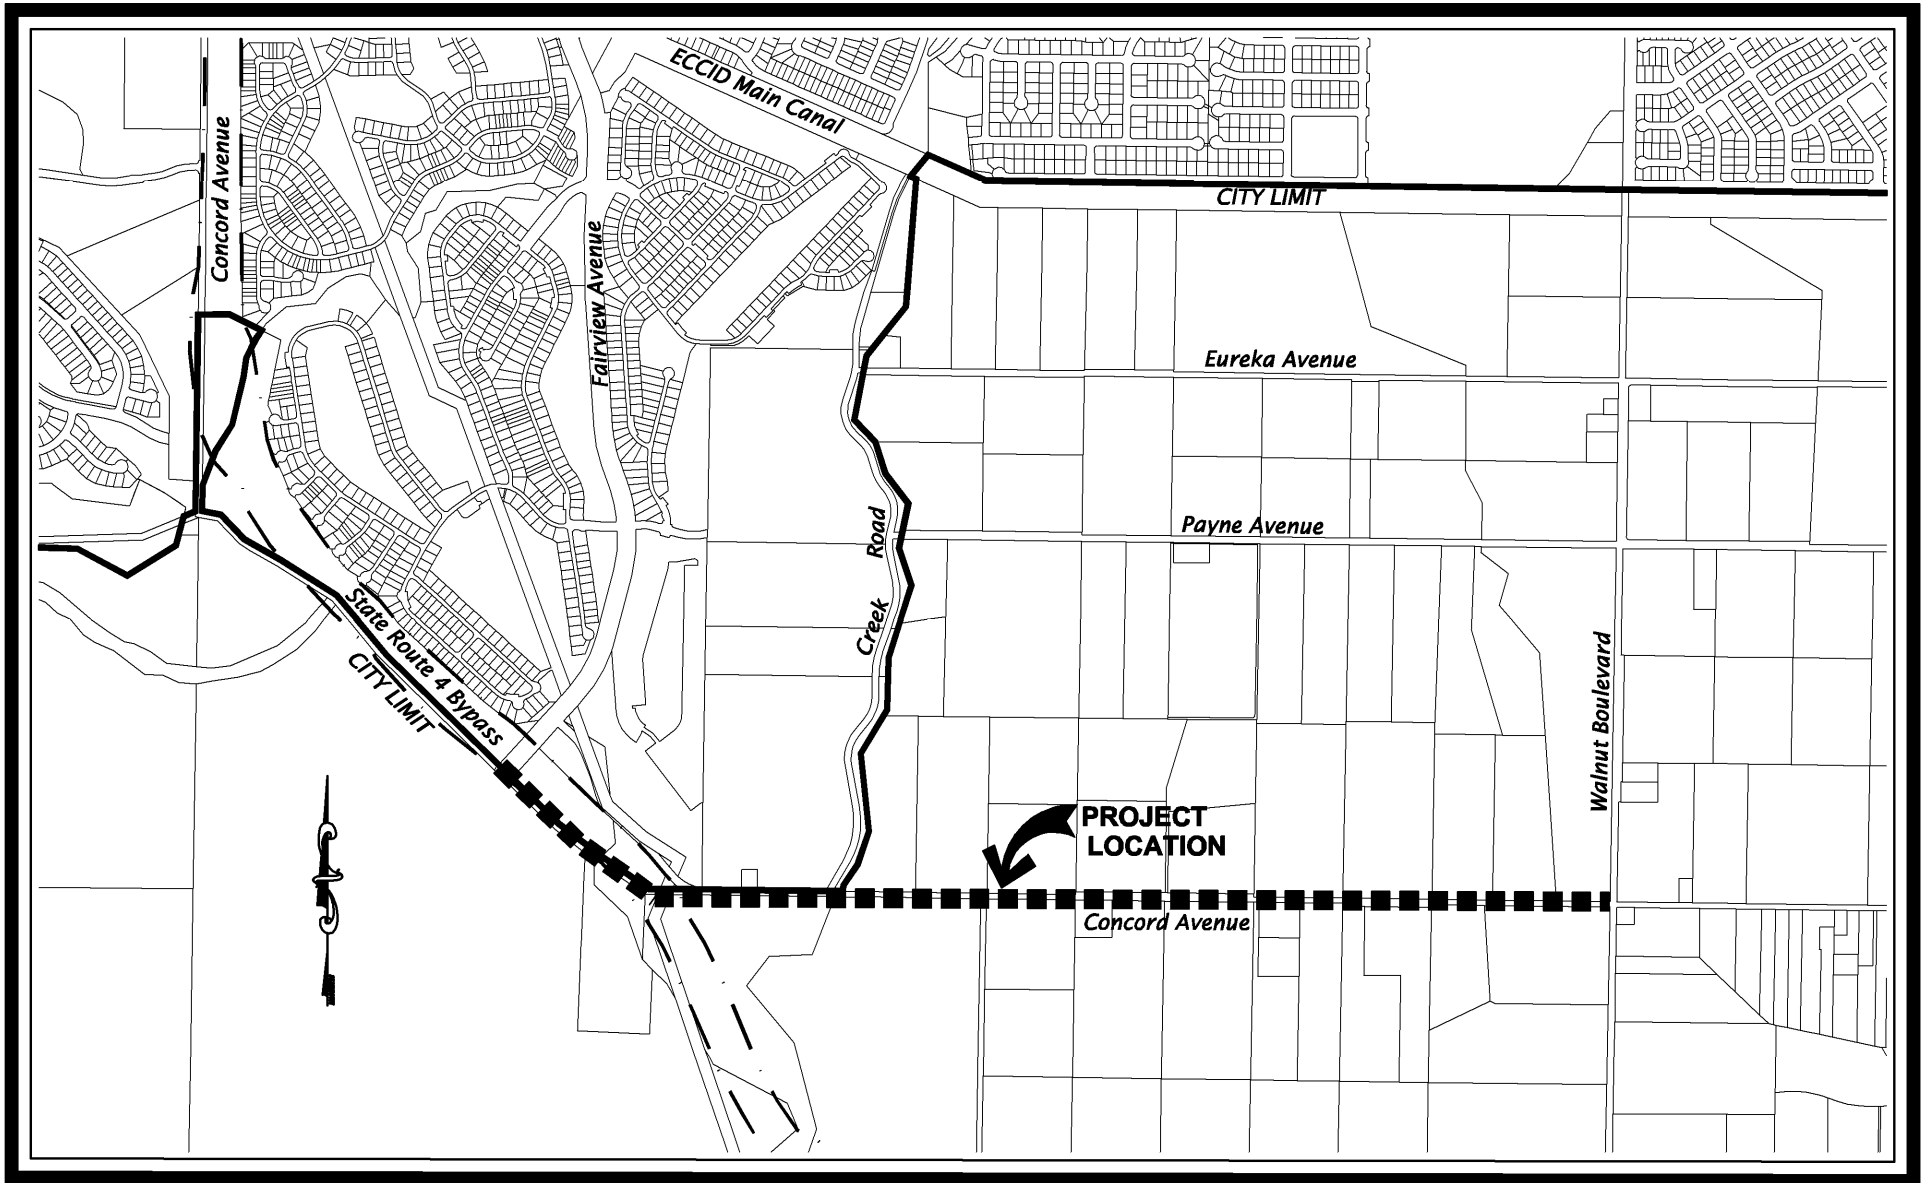 ECCID Main Canal
Concord Avenue
CITY LIMIT
Fairview Avenue
Eureka Avenue
Creek Road
Payne Avenue
State Route 4 Bypass
CITY LIMIT
Walnut Boulevard
PROJECT
LOCATION
Concord Avenue